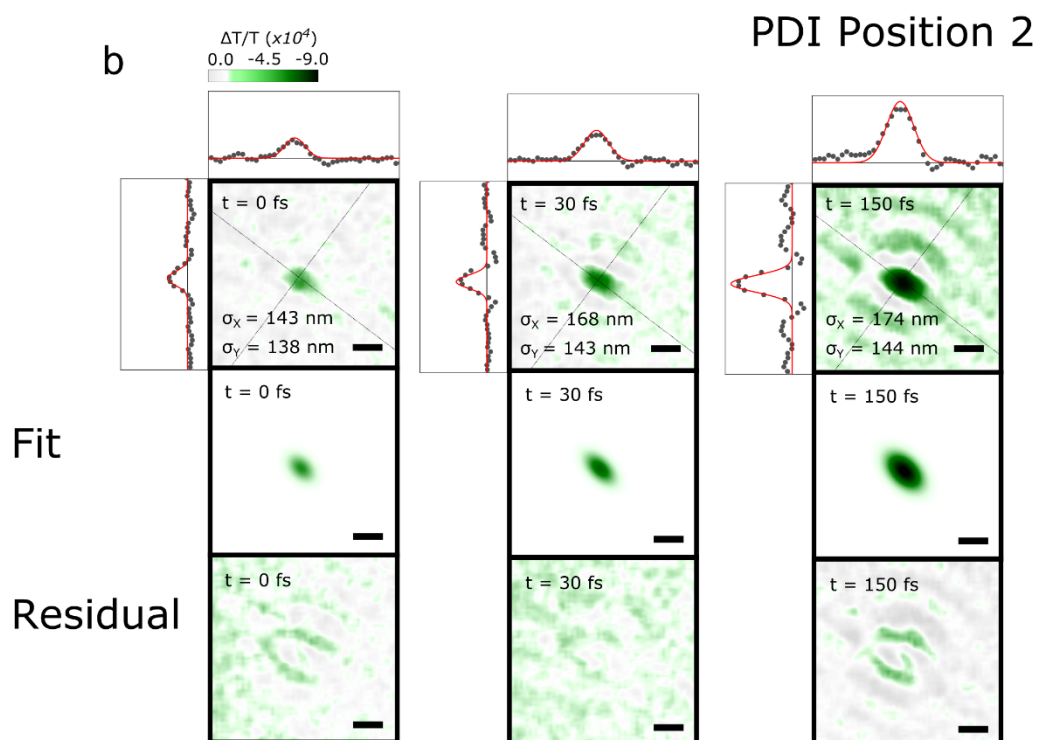 PDI Position 2
b
ΔT/T (x10⁴)
0.0 -4.5 -9.0
t = 0 fs
σX = 143 nm
σY = 138 nm
t = 30 fs
σX = 168 nm
σY = 143 nm
t = 150 fs
σX = 174 nm
σY = 144 nm
Fit
t = 0 fs
t = 30 fs
t = 150 fs
Residual
t = 0 fs
t = 30 fs
t = 150 fs